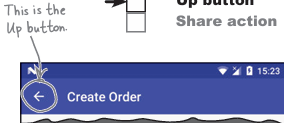 Up button
Share action
This is the
Up button.
15:23
Create Order